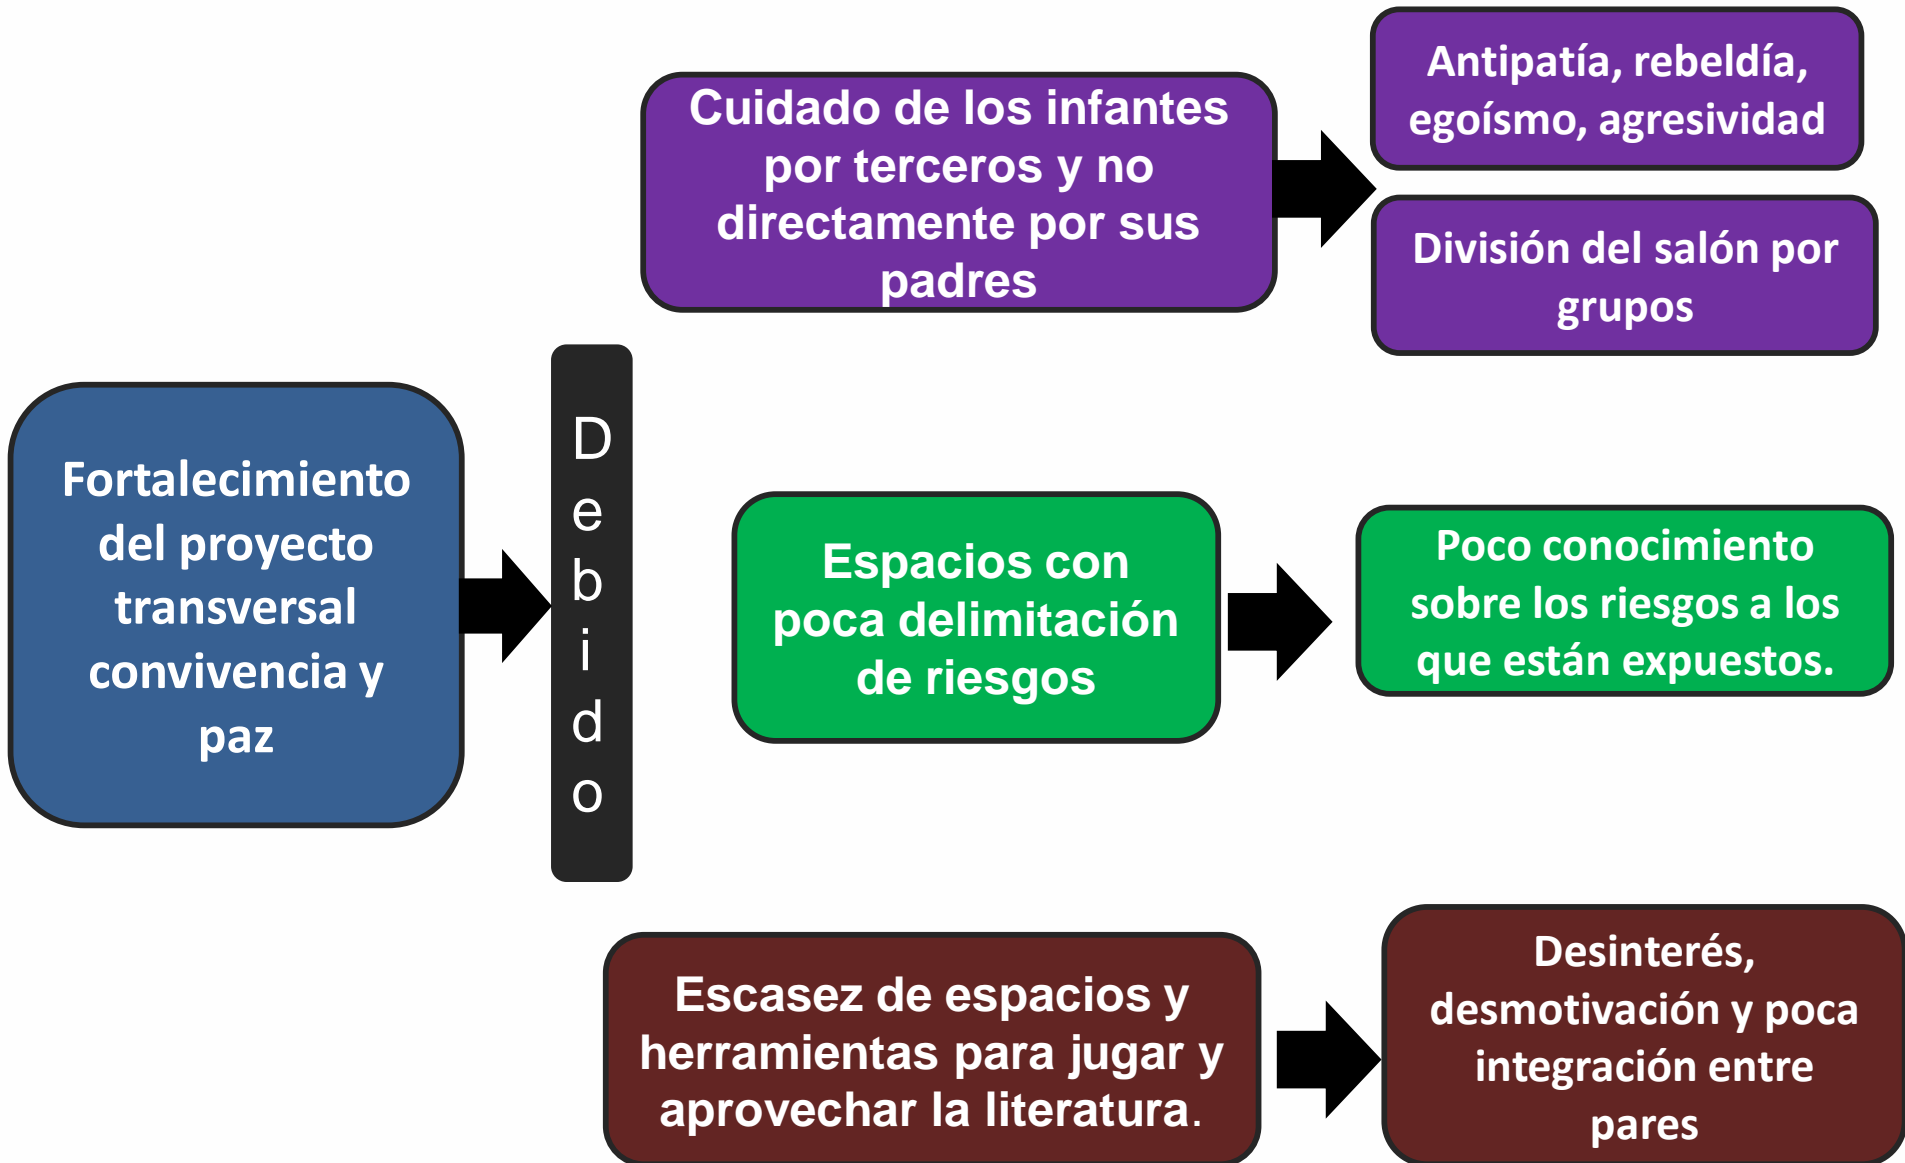 Fortalecimiento
del proyecto
transversal
convivencia y
paz
Debido
Cuidado de los infantes
por terceros y no
directamente por sus
padres
Antipatía, rebeldía,
egoísmo, agresividad
División del salón por
grupos
Espacios con
poca delimitación
de riesgos
Poco conocimiento
sobre los riesgos a los
que están expuestos.
Escasez de espacios y
herramientas para jugar y
aprovechar la literatura.
Desinterés,
desmotivación y poca
integración entre
pares